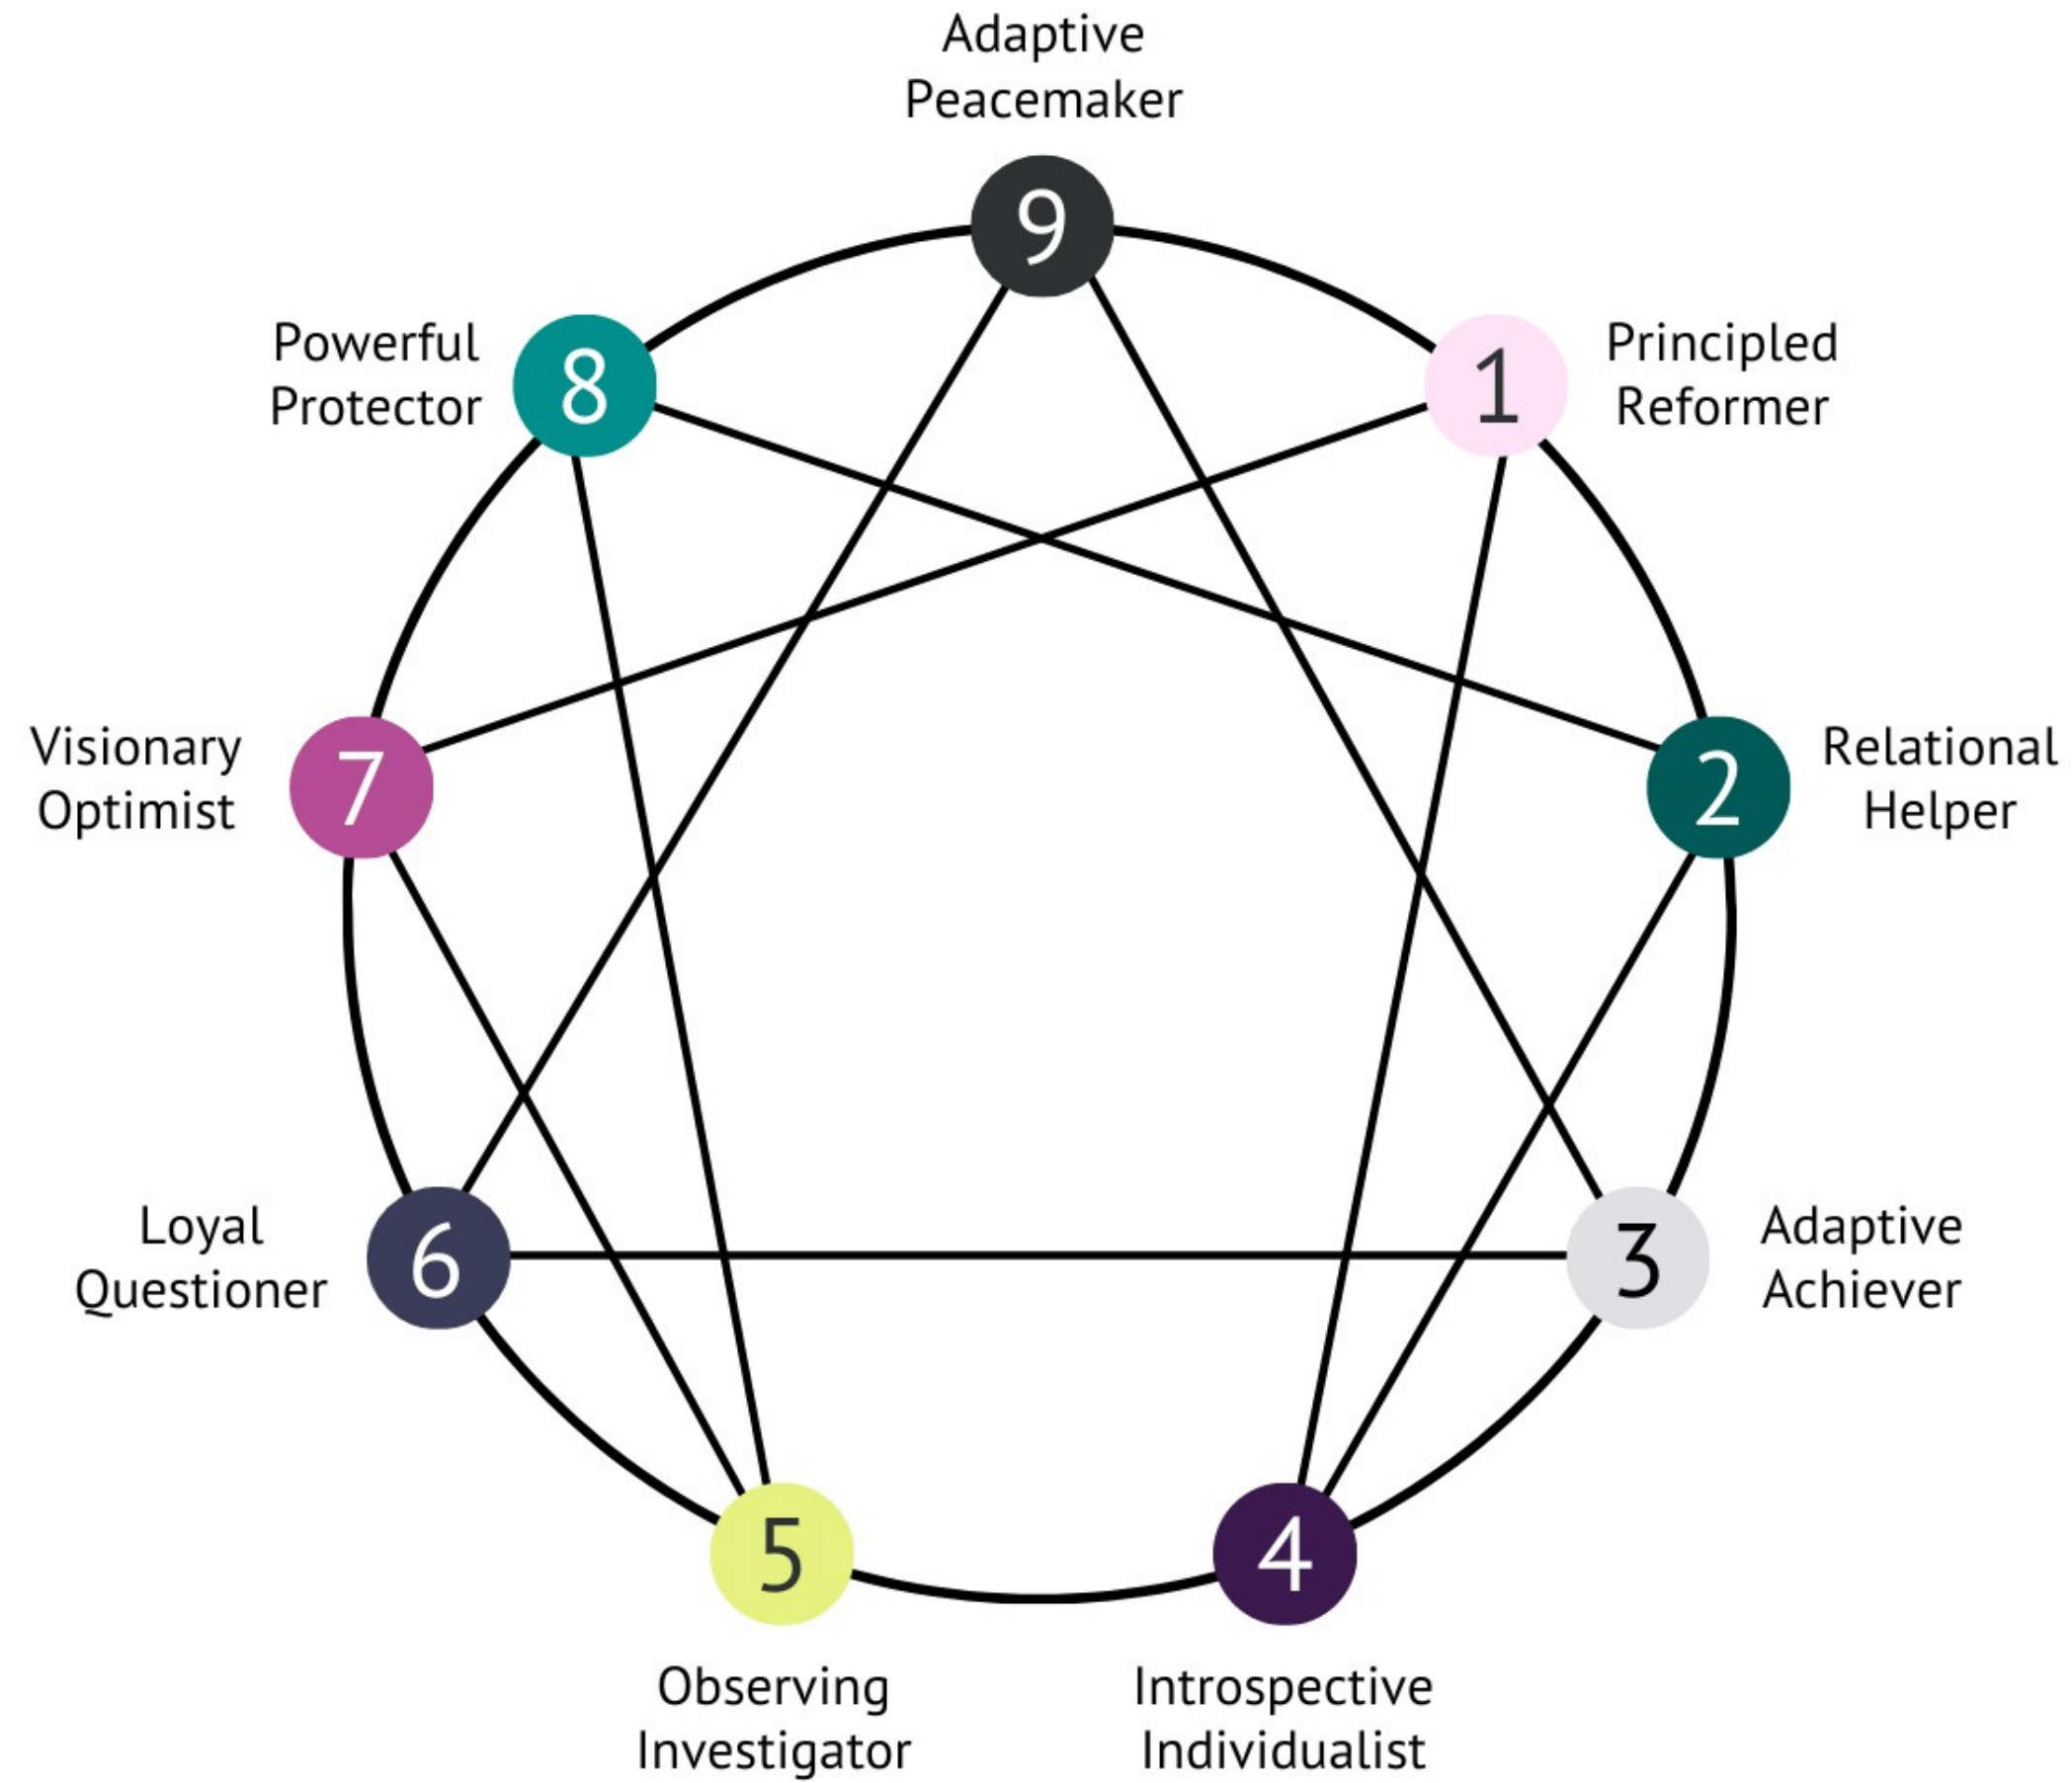 Adaptive
Peacemaker
9
Powerful
Protector
8
1
Principled
Reformer
Visionary
Optimist
7
2
Relational
Helper
Loyal
Questioner
6
3
Adaptive
Achiever
5
4
Observing
Investigator
Introspective
Individualist